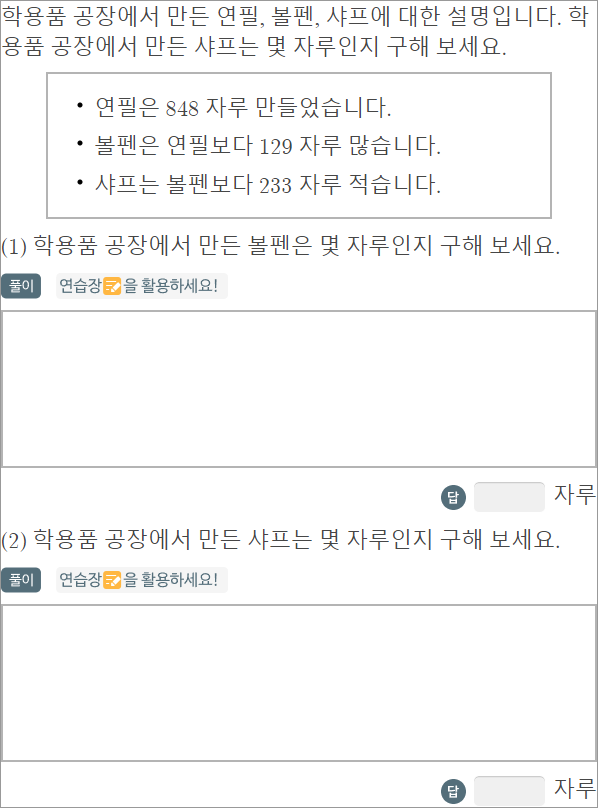 학용품 공장에서 만든 연필, 볼펜, 샤프에 대한 설명입니다. 학
용품 공장에서 만든 샤프는 몇 자루인지 구해 보세요.
• 연필은 848 자루 만들었습니다.
• 볼펜은 연필보다 129 자루 많습니다.
• 샤프는 볼펜보다 233 자루 적습니다.
(1) 학용품 공장에서 만든 볼펜은 몇 자루인지 구해 보세요.
풀이 연습장을 활용하세요!
답 자루
(2) 학용품 공장에서 만든 샤프는 몇 자루인지 구해 보세요.
풀이 연습장을 활용하세요!
답 자루